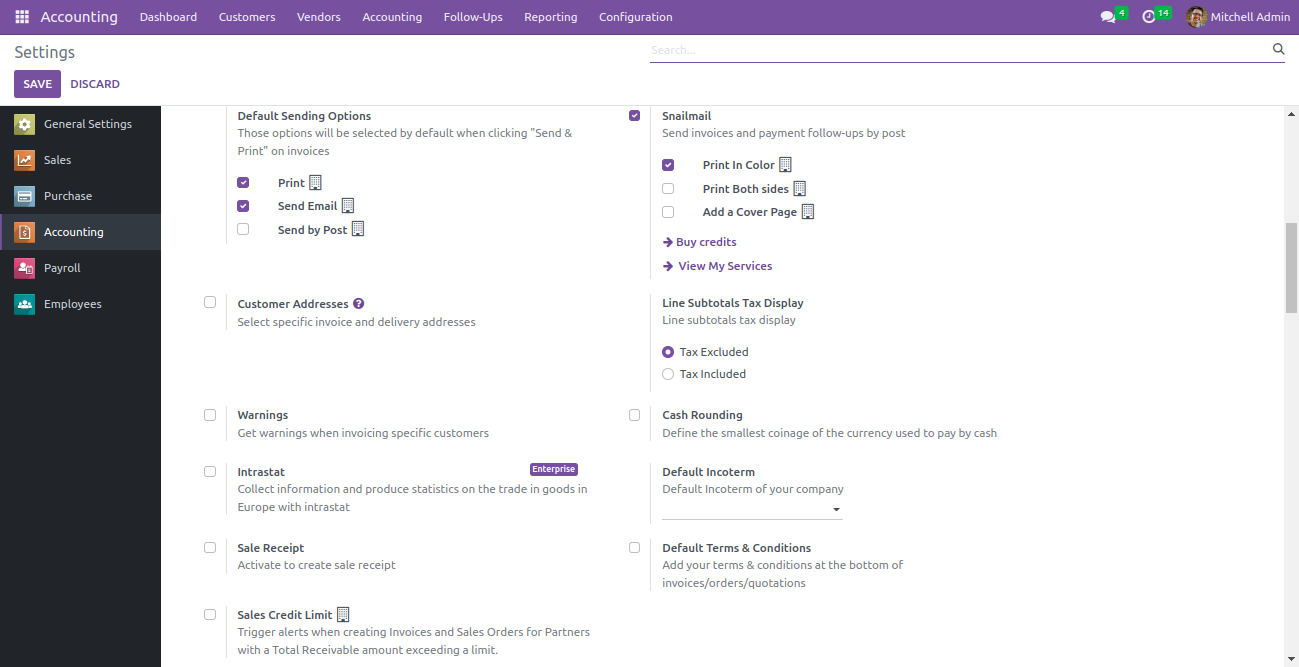 Accounting Dashboard Customers Vendors Accounting Follow-Ups Reporting Configuration 4 14 Mitchell Admin
Settings
Search...
SAVE DISCARD
General Settings
Sales
Purchase
Accounting
Payroll
Employees
Default Sending Options
Those options will be selected by default when clicking "Send &
Print" on invoices
Print
Send Email
Send by Post
Snailmail
Send invoices and payment follow-ups by post
Print In Color
Print Both sides
Add a Cover Page
Buy credits
View My Services
Customer Addresses ?
Select specific invoice and delivery addresses
Line Subtotals Tax Display
Line subtotals tax display
Tax Excluded
Tax Included
Warnings
Get warnings when invoicing specific customers
Cash Rounding
Define the smallest coinage of the currency used to pay by cash
Intrastat Enterprise
Collect information and produce statistics on the trade in goods in
Europe with intrastat
Default Incoterm
Default Incoterm of your company
Sale Receipt
Activate to create sale receipt
Default Terms & Conditions
Add your terms & conditions at the bottom of
invoices/orders/quotations
Sales Credit Limit
Trigger alerts when creating Invoices and Sales Orders for Partners
with a Total Receivable amount exceeding a limit.